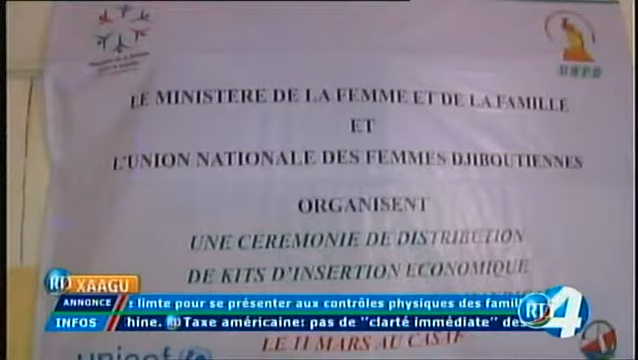 UNFD
LE MINISTERE DE LA FEMME ET DE LA FAMILLE
ET
L'UNION NATIONALE DES FEMMES DJIBOUTIENNES
ORGANISENT
UNE CEREMONIE DE DISTRIBUTION
DE KITS D'INSERTION ECONOMIQUE
RTD XAAGU
ANNONCE limte pour se présenter aux contrôles physiques des famil
INFOS hine. RTD Taxe américaine: pas de "clarté immédiate" des
RTD 4
LE 11 MARS AU CASAF
unicef